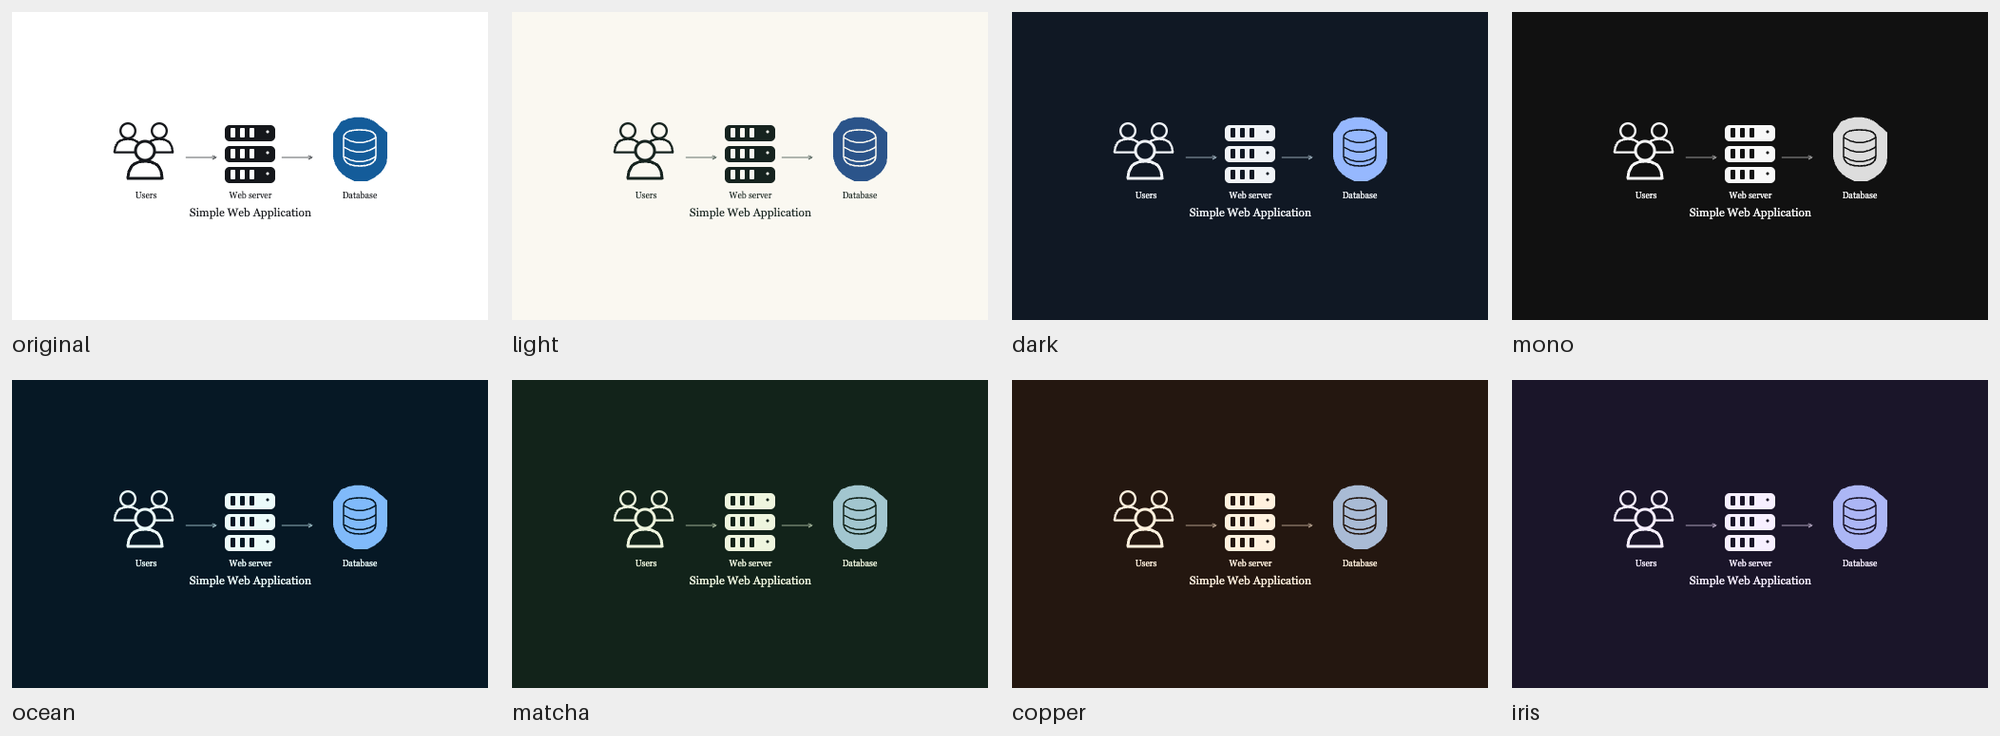 Users
Web server
Database
Simple Web Application
original
Users
Web server
Database
Simple Web Application
light
Users
Web server
Database
Simple Web Application
dark
Users
Web server
Database
Simple Web Application
mono
Users
Web server
Database
Simple Web Application
ocean
Users
Web server
Database
Simple Web Application
matcha
Users
Web server
Database
Simple Web Application
copper
Users
Web server
Database
Simple Web Application
iris